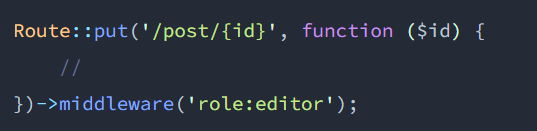 Route::put('/post/{id}', function ($id) {
    //
})->middleware('role:editor');